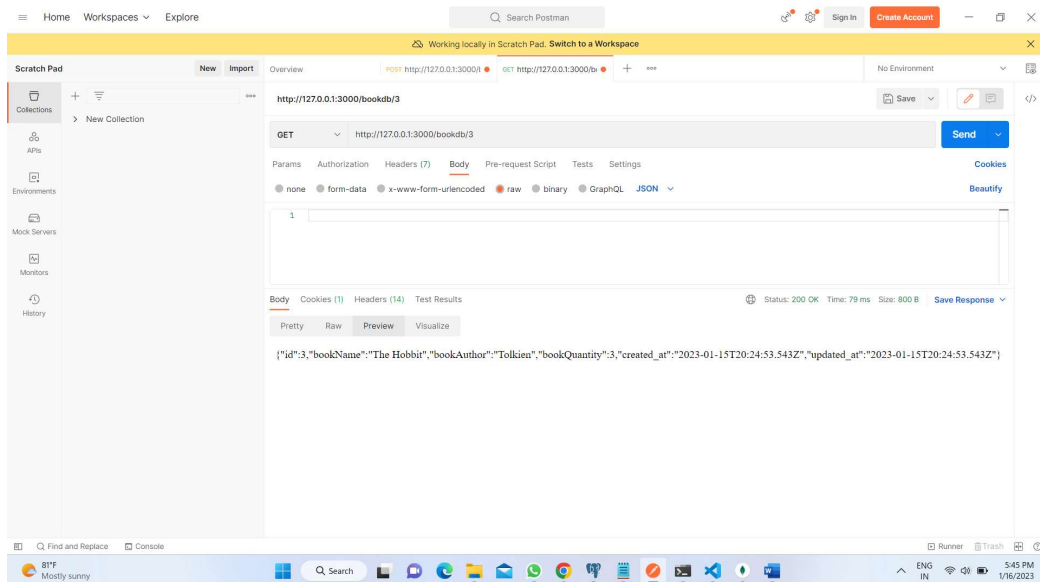 Home Workspaces Explore Search Postman Sign In Create Account
Working locally in Scratch Pad. Switch to a Workspace
Scratch Pad New Import Overview POST http://127.0.0.1:3000/ GET http://127.0.0.1:3000/b No Environment
Collections
New Collection
http://127.0.0.1:3000/bookdb/3 Save
APIs
GET http://127.0.0.1:3000/bookdb/3 Send
Params Authorization Headers (7) Body Pre-request Script Tests Settings Cookies
Environments
none form-data x-www-form-urlencoded raw binary GraphQL JSON Beautify
1
Mock Servers
Monitors
History
Body Cookies (1) Headers (14) Test Results Status: 200 OK Time: 79 ms Size: 800 B Save Response
Pretty Raw Preview Visualize
{"id":3,"bookName":"The Hobbit","bookAuthor":"Tolkien","bookQuantity":3,"created_at":"2023-01-15T20:24:53.543Z","updated_at":"2023-01-15T20:24:53.543Z"}
Find and Replace Console Runner Trash
81°F
Mostly sunny
Search
ENG
IN
5:45 PM
1/16/2023